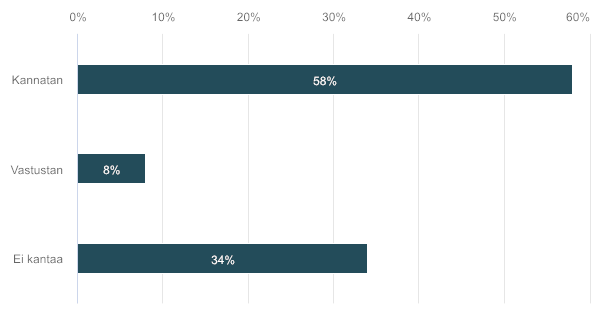 0% 10% 20% 30% 40% 50% 60%
Kannatan 58%
Vastustan 8%
Ei kantaa 34%